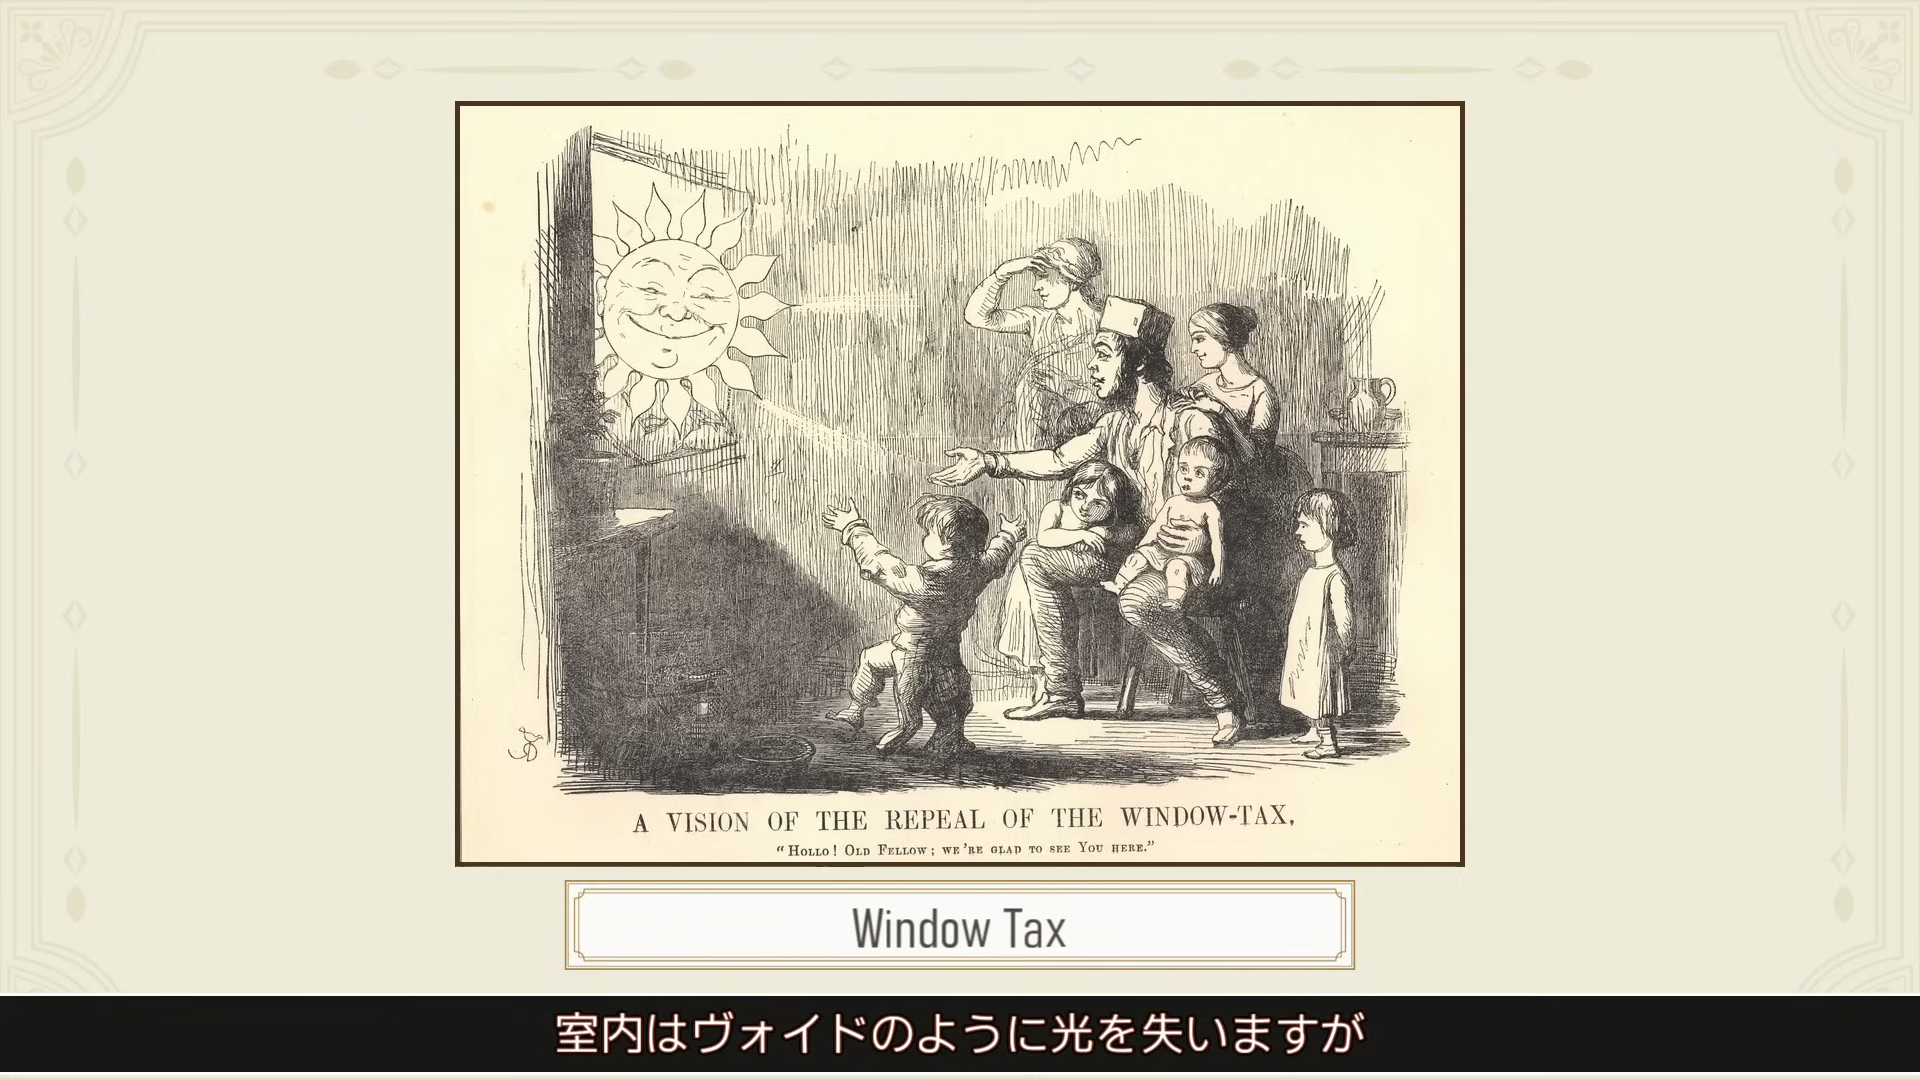 A VISION OF THE REPEAL OF THE WINDOW-TAX,
“HOLLO! OLD FELLOW; WE'RE GLAD TO SEE YOU HERE.”
Window Tax
室内はヴォイドのように光を失いますが